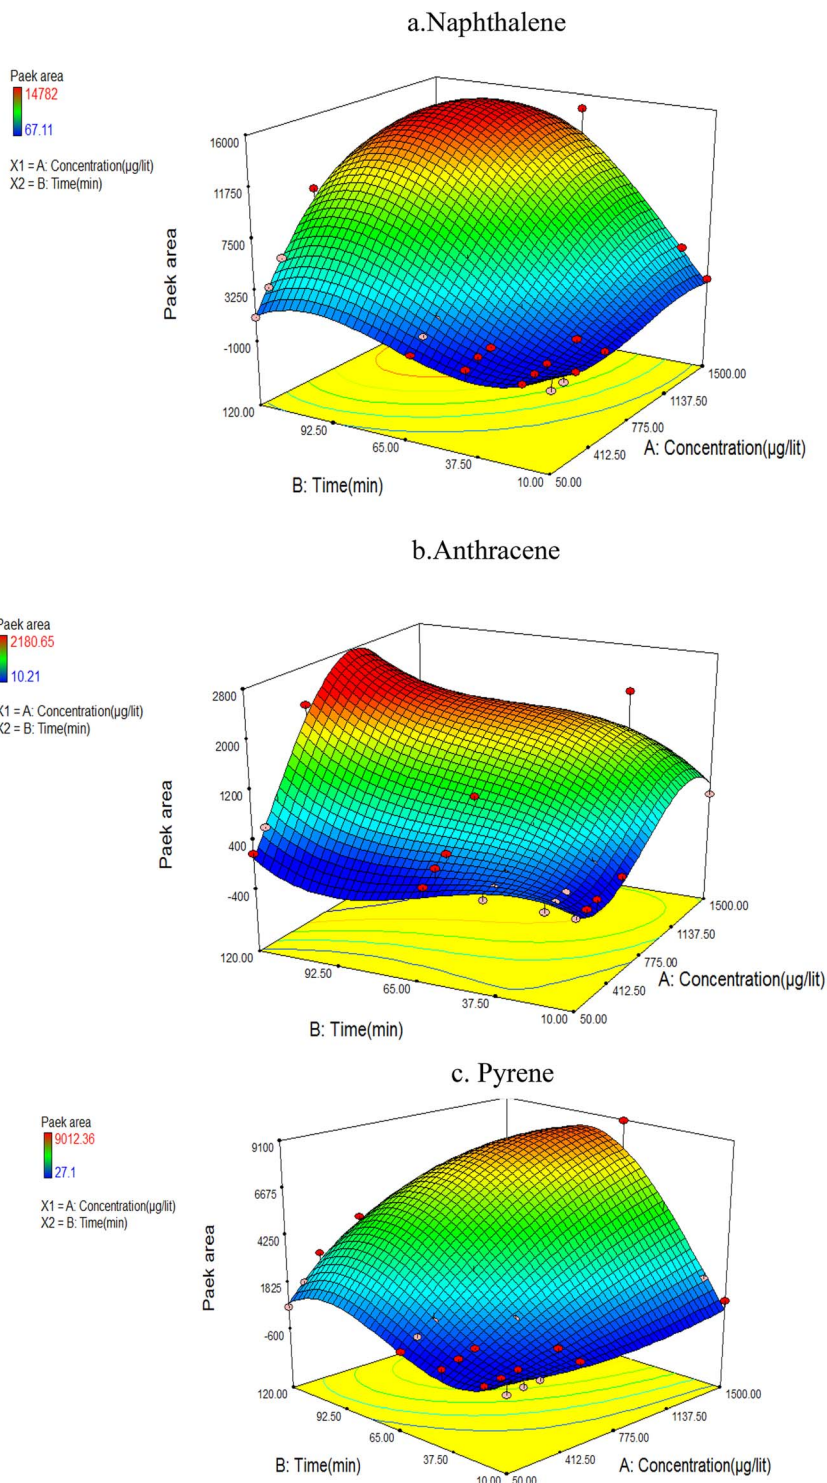 a.Naphthalene
Paek area
14782
67.11
X1 = A: Concentration(µg/lit)
X2 = B: Time(min)
16000
11750
7500
3250
-1000
Paek area
120.00
92.50
65.00
37.50
10.00
B: Time(min)
50.00
412.50
775.00
1137.50
1500.00
A: Concentration(µg/lit)
b.Anthracene
Paek area
2180.65
10.21
X1 = A: Concentration(µg/lit)
X2 = B: Time(min)
2800
2000
1200
400
-400
Paek area
120.00
92.50
65.00
37.50
10.00
B: Time(min)
50.00
412.50
775.00
1137.50
1500.00
A: Concentration(µg/lit)
c. Pyrene
Paek area
9012.36
27.1
X1 = A: Concentration(µg/lit)
X2 = B: Time(min)
9100
6675
4250
1825
-600
Paek area
120.00
92.50
65.00
37.50
10.00
B: Time(min)
50.00
412.50
775.00
1137.50
1500.00
A: Concentration(µg/lit)